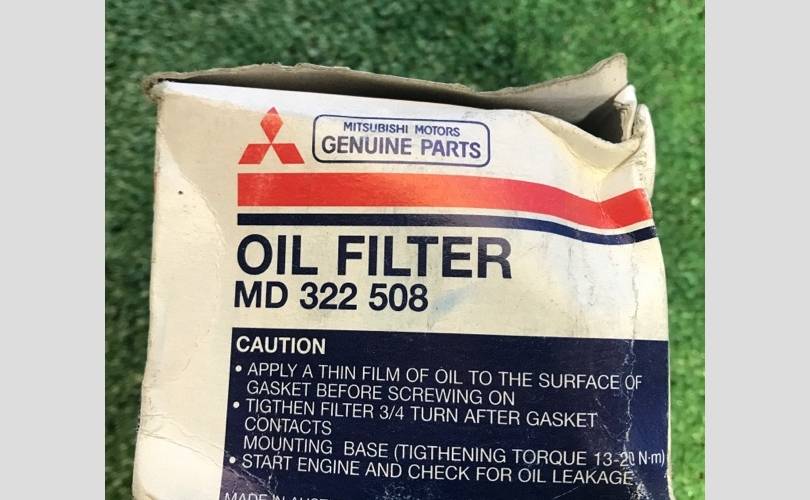 MITSUBISHI MOTORS
GENUINE PARTS
OIL FILTER
MD 322 508
CAUTION
• APPLY A THIN FILM OF OIL TO THE SURFACE OF
GASKET BEFORE SCREWING ON
• TIGTHEN FILTER 3/4 TURN AFTER GASKET
CONTACTS
MOUNTING BASE (TIGTHENING TORQUE 13-20 N·m)
• START ENGINE AND CHECK FOR OIL LEAKAGE
MADE IN